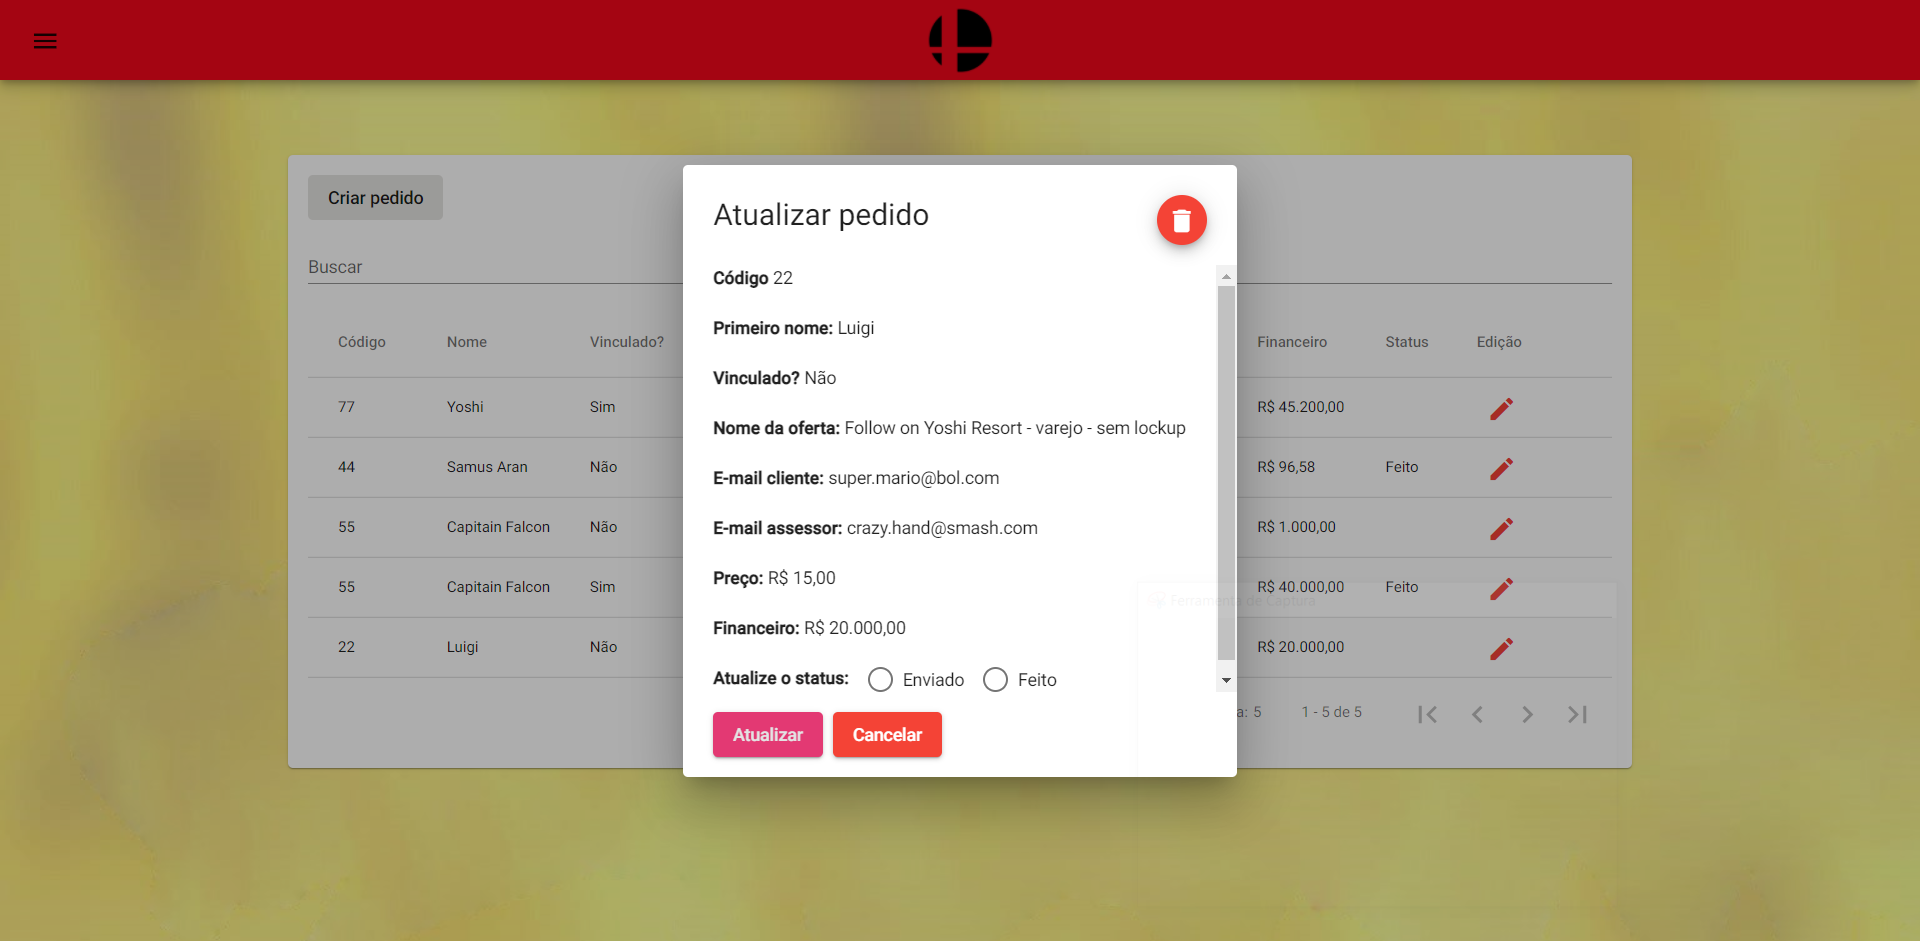 Criar pedido
Buscar
Código Nome Vinculado? Financeiro Status Edição
77 Yoshi Sim R$ 45.200,00
44 Samus Aran Não R$ 96,58 Feito
55 Capitain Falcon Não R$ 1.000,00
55 Capitain Falcon Sim R$ 40.000,00 Feito
22 Luigi Não R$ 20.000,00
a: 5 1 - 5 de 5
Atualizar pedido
Código 22
Primeiro nome: Luigi
Vinculado? Não
Nome da oferta: Follow on Yoshi Resort - varejo - sem lockup
E-mail cliente: super.mario@bol.com
E-mail assessor: crazy.hand@smash.com
Preço: R$ 15,00
Financeiro: R$ 20.000,00
Atualize o status: Enviado Feito
Atualizar Cancelar
Ferramenta de Captura